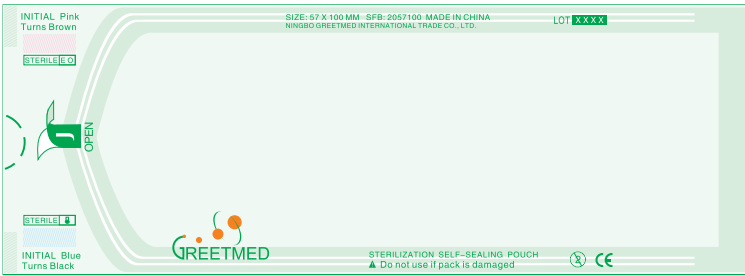 INITIAL Pink
Turns Brown
STERILE EO
SIZE: 57 X 100 MM SFB: 2057100 MADE IN CHINA
NINGBO GREETMED INTERNATIONAL TRADE CO., LTD.
LOT XXXX
OPEN
STERILE
INITIAL Blue
Turns Black
GREETMED
STERILIZATION SELF-SEALING POUCH
Do not use if pack is damaged
2
CE